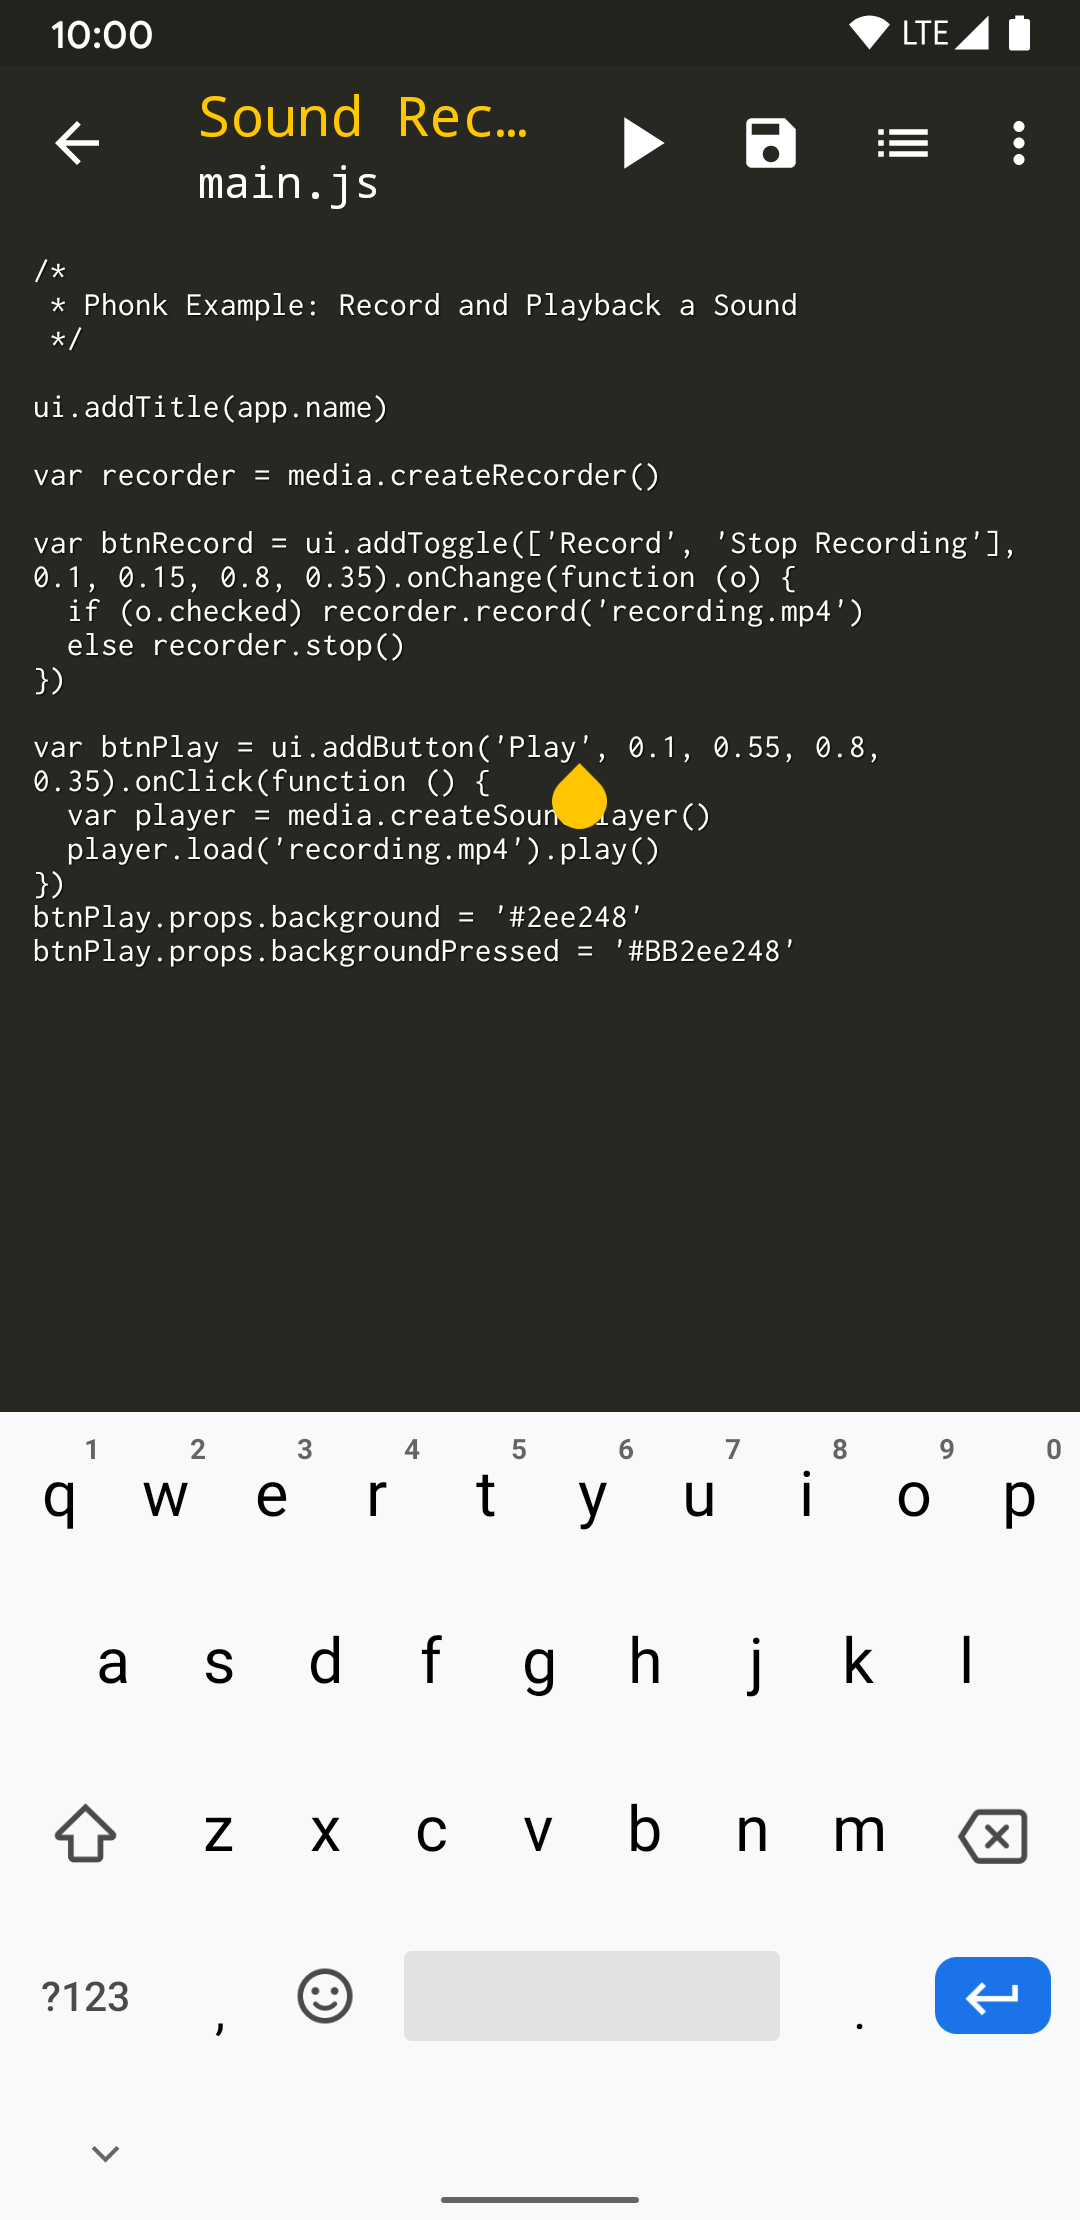 10:00
LTE
Sound Rec…
main.js
/*
 * Phonk Example: Record and Playback a Sound
 */
ui.addTitle(app.name)
var recorder = media.createRecorder()
var btnRecord = ui.addToggle(['Record', 'Stop Recording'],
0.1, 0.15, 0.8, 0.35).onChange(function (o) {
  if (o.checked) recorder.record('recording.mp4')
  else recorder.stop()
})
var btnPlay = ui.addButton('Play', 0.1, 0.55, 0.8,
0.35).onClick(function () {
  var player = media.createSoundPlayer()
  player.load('recording.mp4').play()
})
btnPlay.props.background = '#2ee248'
btnPlay.props.backgroundPressed = '#BB2ee248'
1 2 3 4 5 6 7 8 9 0
q w e r t y u i o p
a s d f g h j k l
z x c v b n m
?123 , .